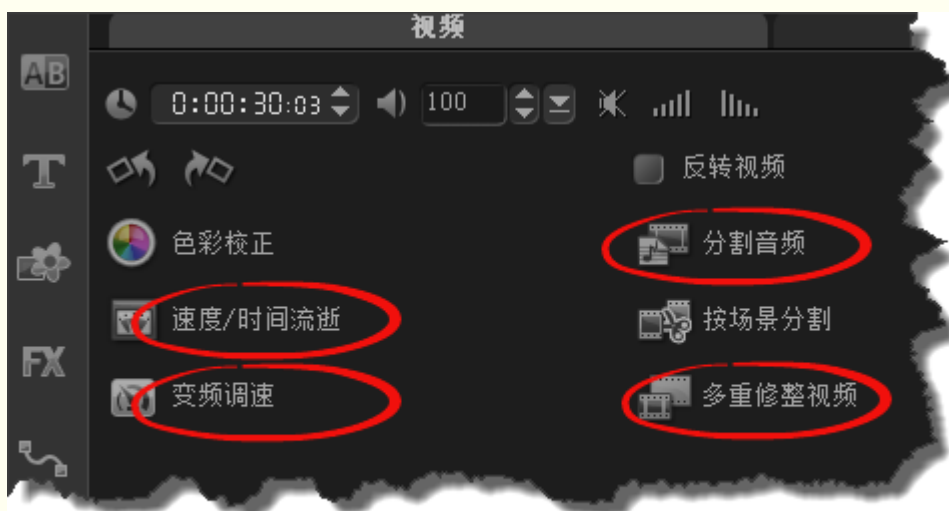 视频
AB
0:00:30:03 100
T
反转视频
色彩校正 分割音频
速度/时间流逝 按场景分割
FX
变频调速 多重修整视频